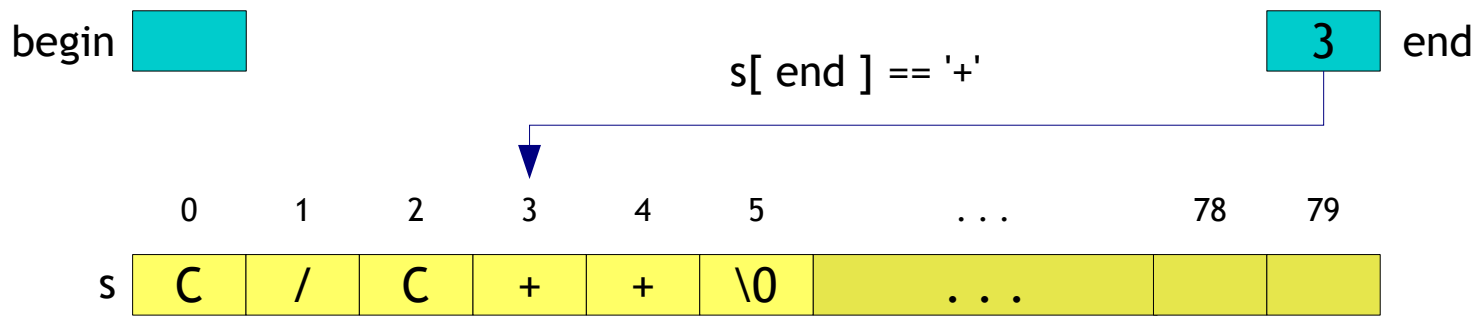 begin 3 end
s[ end ] == '+'
0 1 2 3 4 5 . . . 78 79
s C / C + + \0 . . .